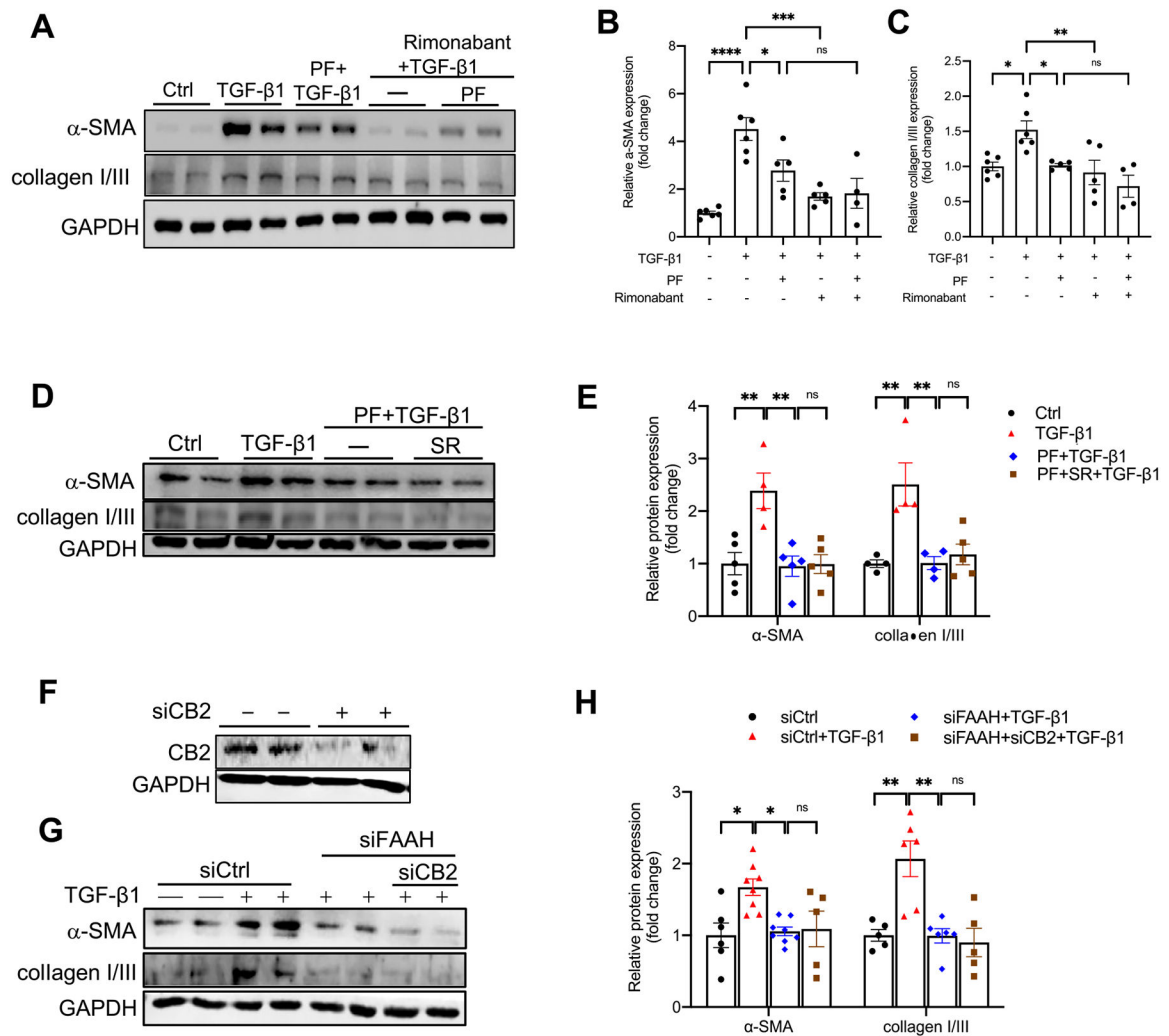 A
Rimonabant
+TGF-β1
PF+
Ctrl TGF-β1 TGF-β1 — PF
α-SMA
collagen I/III
GAPDH
B
Relative a-SMA expression
(fold change)
8
6
4
2
0
**** * *** ns
TGF-β1 - + + + +
PF - - + - +
Rimonabant - - - + +
C
Relative collagen I/III expression
(fold change)
2.5
2.0
1.5
1.0
0.5
0.0
* * ** ns
TGF-β1 - + + + +
PF - - + - +
Rimonabant - - - + +
D
PF+TGF-β1
Ctrl TGF-β1 — SR
α-SMA
collagen I/III
GAPDH
E
Relative protein expression
(fold change)
4
3
2
1
0
** ** ns ** ** ns
α-SMA colla•en I/III
Ctrl
TGF-β1
PF+TGF-β1
PF+SR+TGF-β1
F
siCB2 – – + +
CB2
GAPDH
G
siFAAH
siCtrl siCB2
TGF-β1 — — + + + + + +
α-SMA
collagen I/III
GAPDH
H
siCtrl siFAAH+TGF-β1
siCtrl+TGF-β1 siFAAH+siCB2+TGF-β1
Relative protein expression
(fold change)
3
2
1
0
* * ns ** ** ns
α-SMA collagen I/III